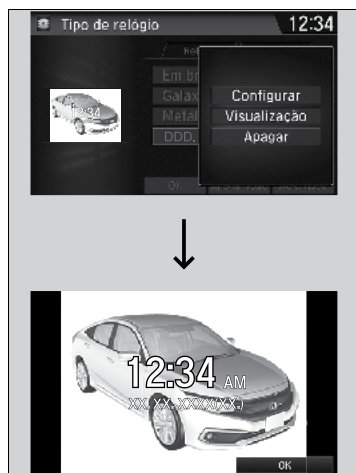 Tipo de relógio 12:34
Em br
Galax
Metal
DDD,
12:34
Configurar
Visualização
Apagar
OK
12:34 AM
XX. XX. XXXX(XX.)
OK